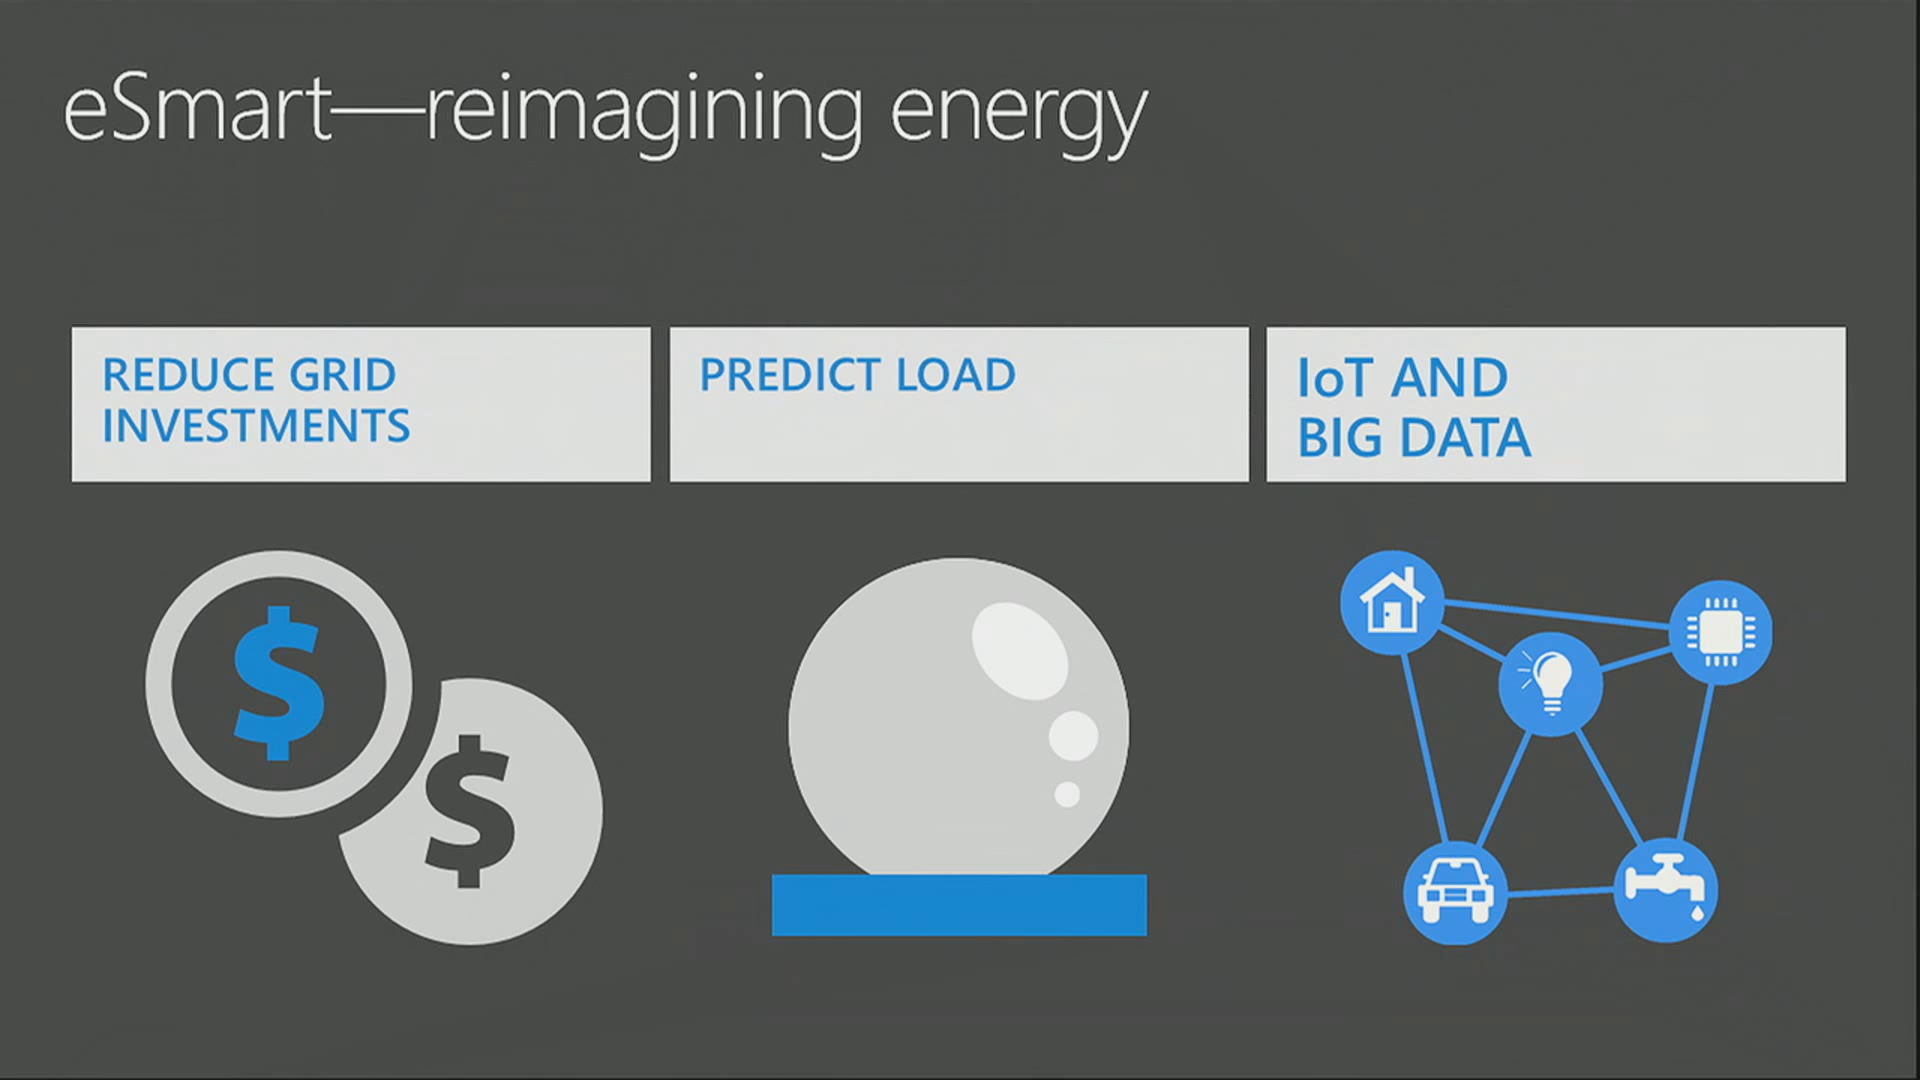 eSmart—reimagining energy
REDUCE GRID
INVESTMENTS
PREDICT LOAD
IoT AND
BIG DATA
$
$